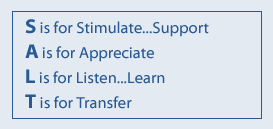 S is for Stimulate...Support
A is for Appreciate
L is for Listen...Learn
T is for Transfer